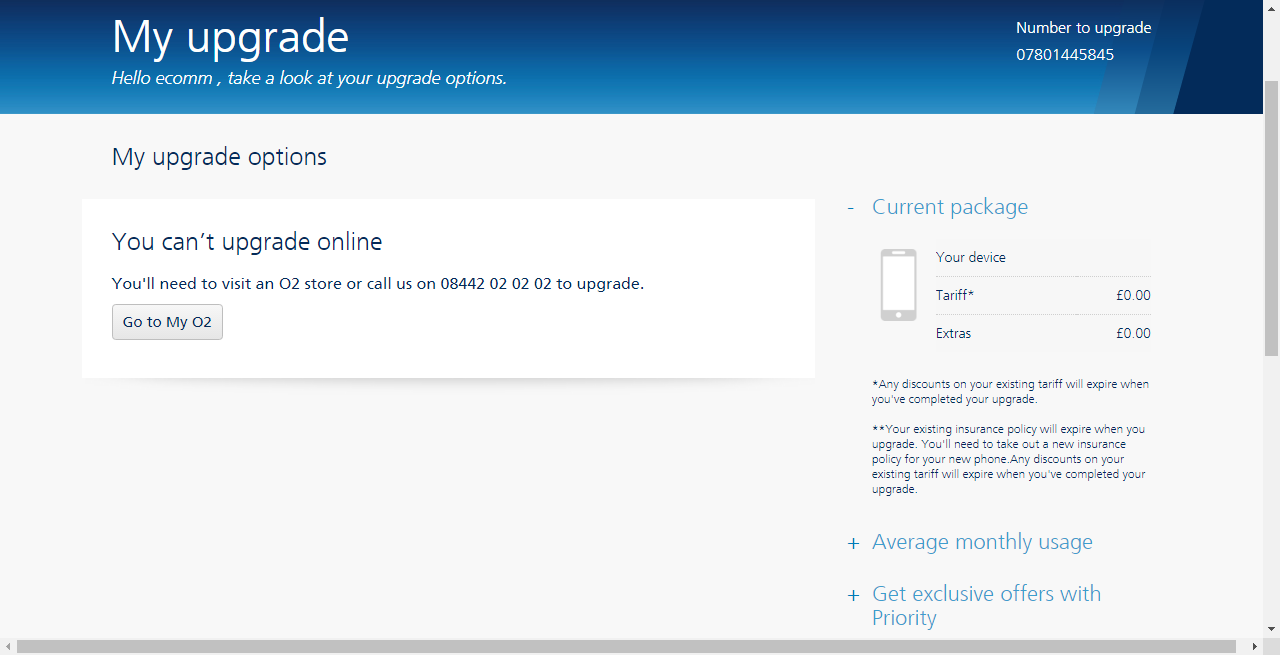 My upgrade
Hello ecomm , take a look at your upgrade options.
Number to upgrade
07801445845
My upgrade options
You can’t upgrade online
You'll need to visit an O2 store or call us on 08442 02 02 02 to upgrade.
Go to My O2
- Current package
Your device
Tariff* £0.00
Extras £0.00
*Any discounts on your existing tariff will expire when
you've completed your upgrade.
**Your existing insurance policy will expire when you
upgrade. You'll need to take out a new insurance
policy for your new phone.Any discounts on your
existing tariff will expire when you've completed your
upgrade.
+ Average monthly usage
+ Get exclusive offers with
Priority